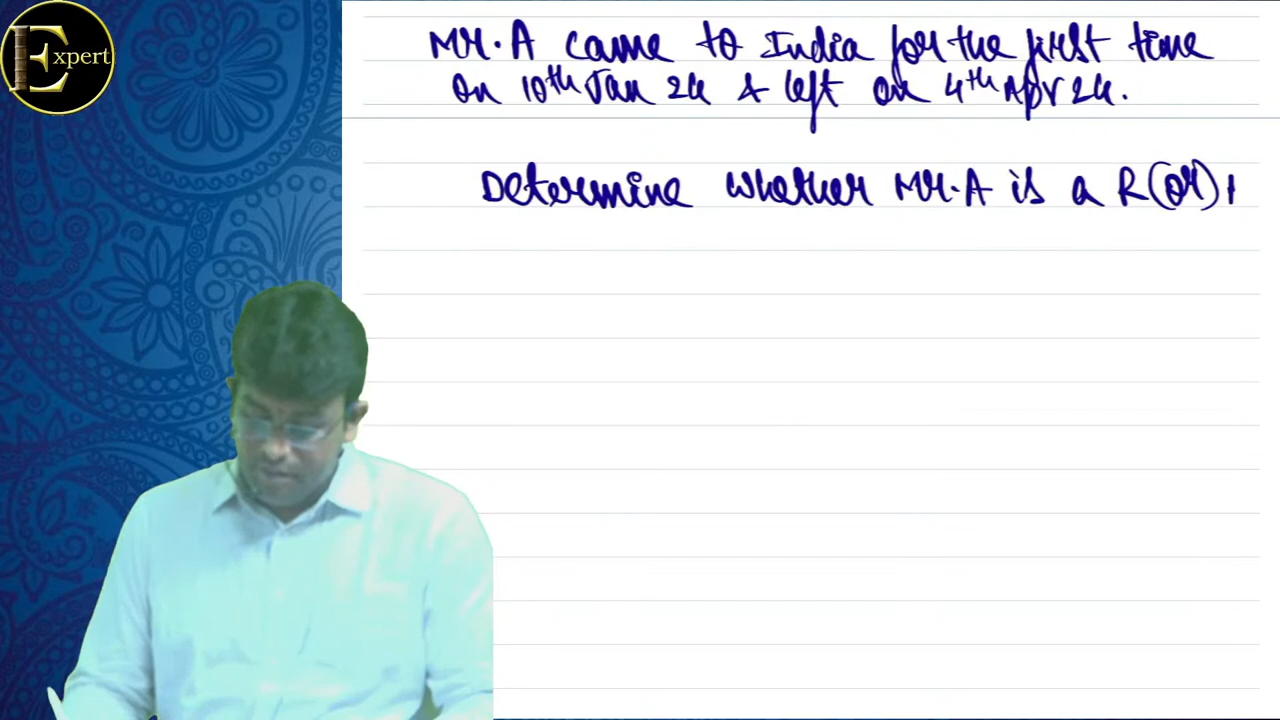 Expert
Mr. A came to India for the first time
on 10th Jan 24 & left on 4th Apr 24.
Determine whether Mr. A is a R (or)